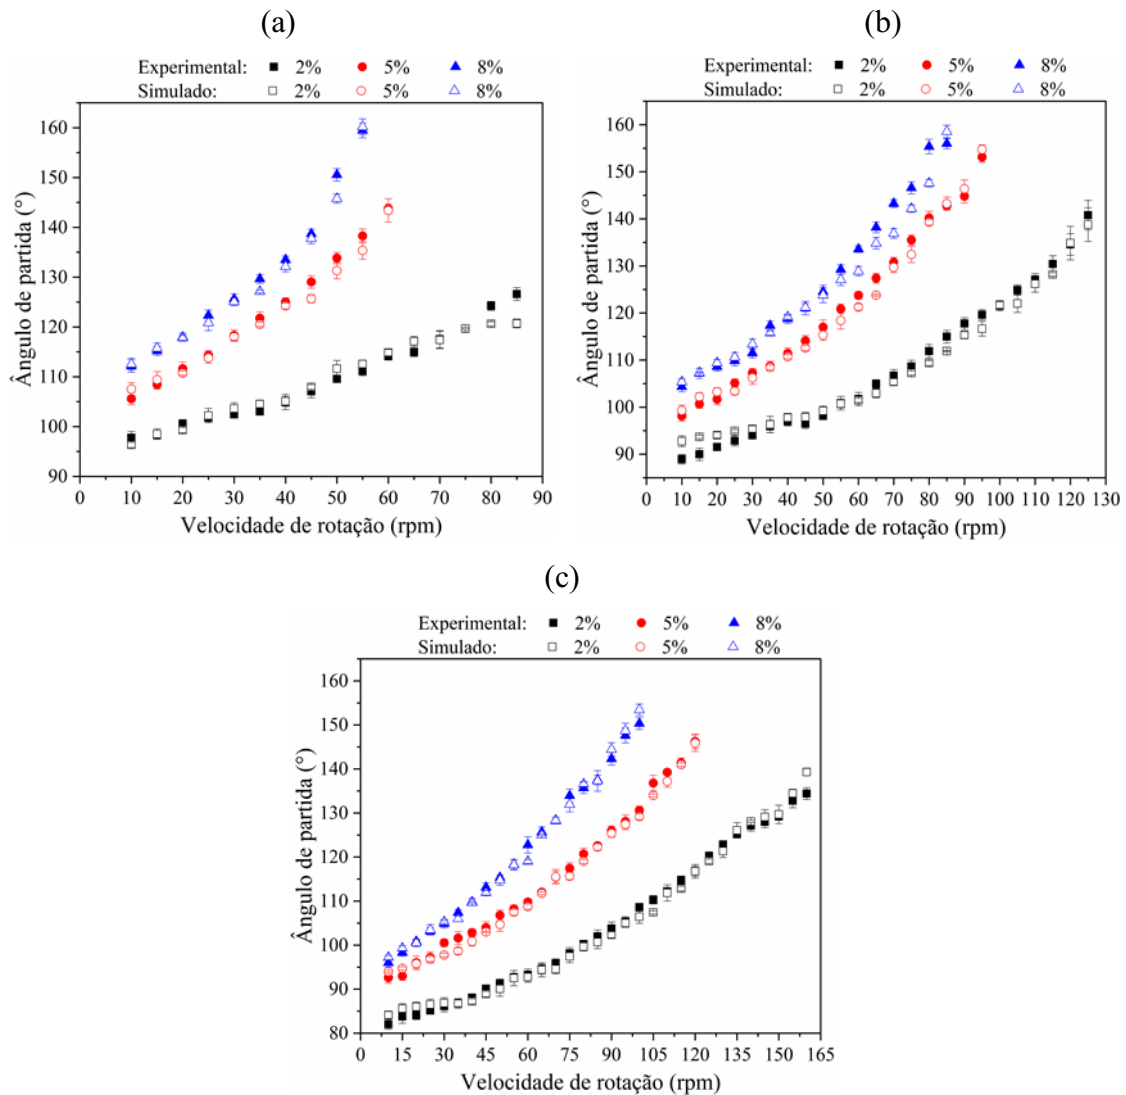 (a)
Experimental: 2% 5% 8%
Simulado: 2% 5% 8%
160
150
140
130
120
110
100
90
Ângulo de partida (°)
0 10 20 30 40 50 60 70 80 90
Velocidade de rotação (rpm)
(b)
Experimental: 2% 5% 8%
Simulado: 2% 5% 8%
160
150
140
130
120
110
100
90
Ângulo de partida (°)
0 10 20 30 40 50 60 70 80 90 100 110 120 130
Velocidade de rotação (rpm)
(c)
Experimental: 2% 5% 8%
Simulado: 2% 5% 8%
160
150
140
130
120
110
100
90
80
Ângulo de partida (°)
0 15 30 45 60 75 90 105 120 135 150 165
Velocidade de rotação (rpm)